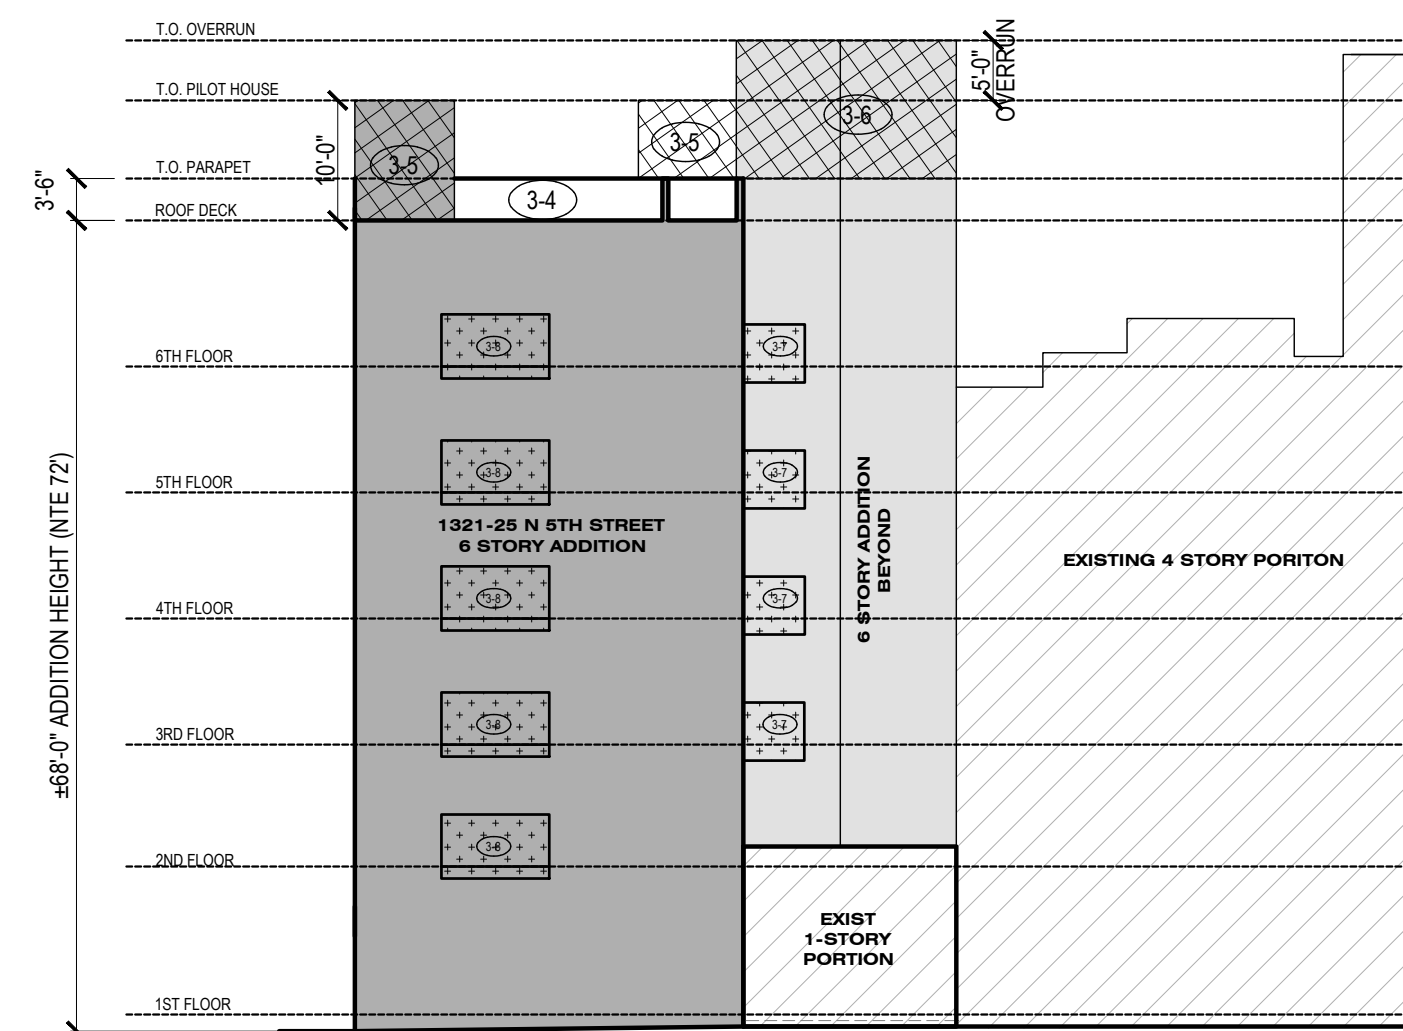 T.O. OVERRUN
5'-0"
OVERRUN
T.O. PILOT HOUSE
3-6
3-5
3-5
10'-0"
T.O. PARAPET
3'-6"
3-4
ROOF DECK
3-8
3-7
6TH FLOOR
3-8
3-7
5TH FLOOR
1321-25 N 5TH STREET
6 STORY ADDITION
6 STORY ADDITION
BEYOND
EXISTING 4 STORY PORITON
±68'-0" ADDITION HEIGHT (NTE 72')
3-8
3-7
4TH FLOOR
3-8
3-7
3RD FLOOR
3-8
2ND FLOOR
EXIST
1-STORY
PORTION
1ST FLOOR